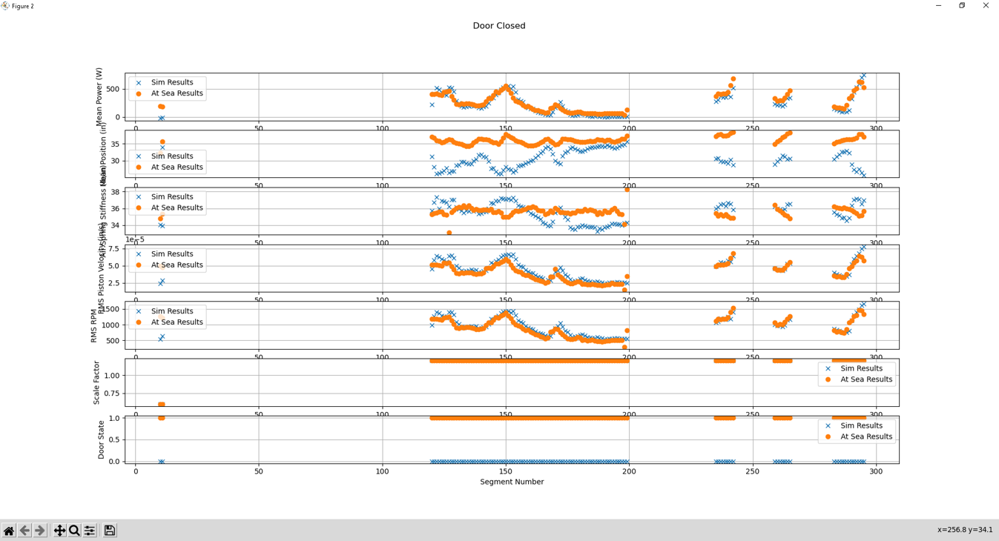 Figure 2
Door Closed
Mean Power (W)
500
0
Sim Results
At Sea Results
0 50 100 150 200 250 300
Mean Position (in)
35
30
Sim Results
At Sea Results
0 50 100 150 200 250 300
Spring Stiffness
38
36
34
Sim Results
At Sea Results
0 50 100 150 200 250 300
1e−5
RMS Piston Velocity
7.5
5.0
2.5
Sim Results
At Sea Results
0 50 100 150 200 250 300
RMS RPM
1500
1000
500
Sim Results
At Sea Results
0 50 100 150 200 250 300
Scale Factor
1.00
0.75
Sim Results
At Sea Results
0 50 100 150 200 250 300
Door State
1.0
0.5
0.0
Sim Results
At Sea Results
0 50 100 150 200 250 300
Segment Number
x=256.8 y=34.1